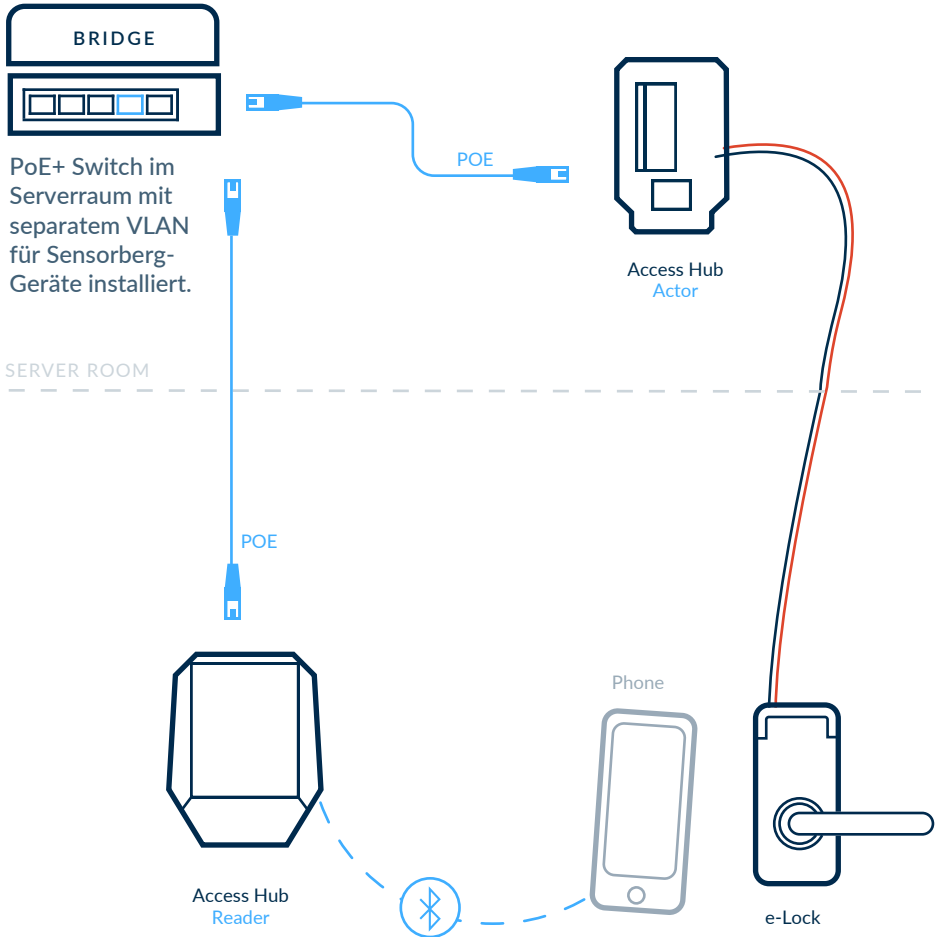 BRIDGE
PoE+ Switch im
Serverraum mit
separatem VLAN
für Sensorberg-
Geräte installiert.
POE
Access Hub
Actor
SERVER ROOM
POE
Phone
Access Hub
Reader
e-Lock